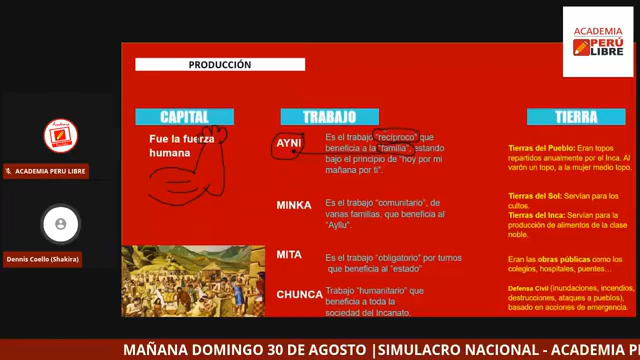 ACADEMIA
PERÚ
LIBRE
PRODUCCIÓN
CAPITAL
Fue la fuerza
humana
TRABAJO
AYNI
Es el trabajo "recíproco" que
beneficia a la "familia", estando
bajo el principio de "hoy por mi
mañana por ti".
MINKA
Es el trabajo "comunitario", de
varias familias, que beneficia al
"Ayllu".
MITA
Es el trabajo "obligatorio" por turnos
que beneficia al "estado"
CHUNCA
Trabajo "humanitario" que
beneficia a toda la
sociedad del Incanato.
TIERRA
Tierras del Pueblo: Eran topos
repartidos anualmente por el Inca. Al
varón un topo, a la mujer medio topo.
Tierras del Sol: Servían para los
cultos.
Tierras del Inca: Servían para la
producción de alimentos de la clase
noble.
Eran las obras públicas como los
colegios, hospitales, puentes…
Defensa Civil (inundaciones, incendios,
destrucciones, ataques a pueblos),
basado en acciones de emergencia.
ACADEMIA PERU LIBRE
Dennis Coello (Shakira)
MAÑANA DOMINGO 30 DE AGOSTO |SIMULACRO NACIONAL - ACADEMIA PE